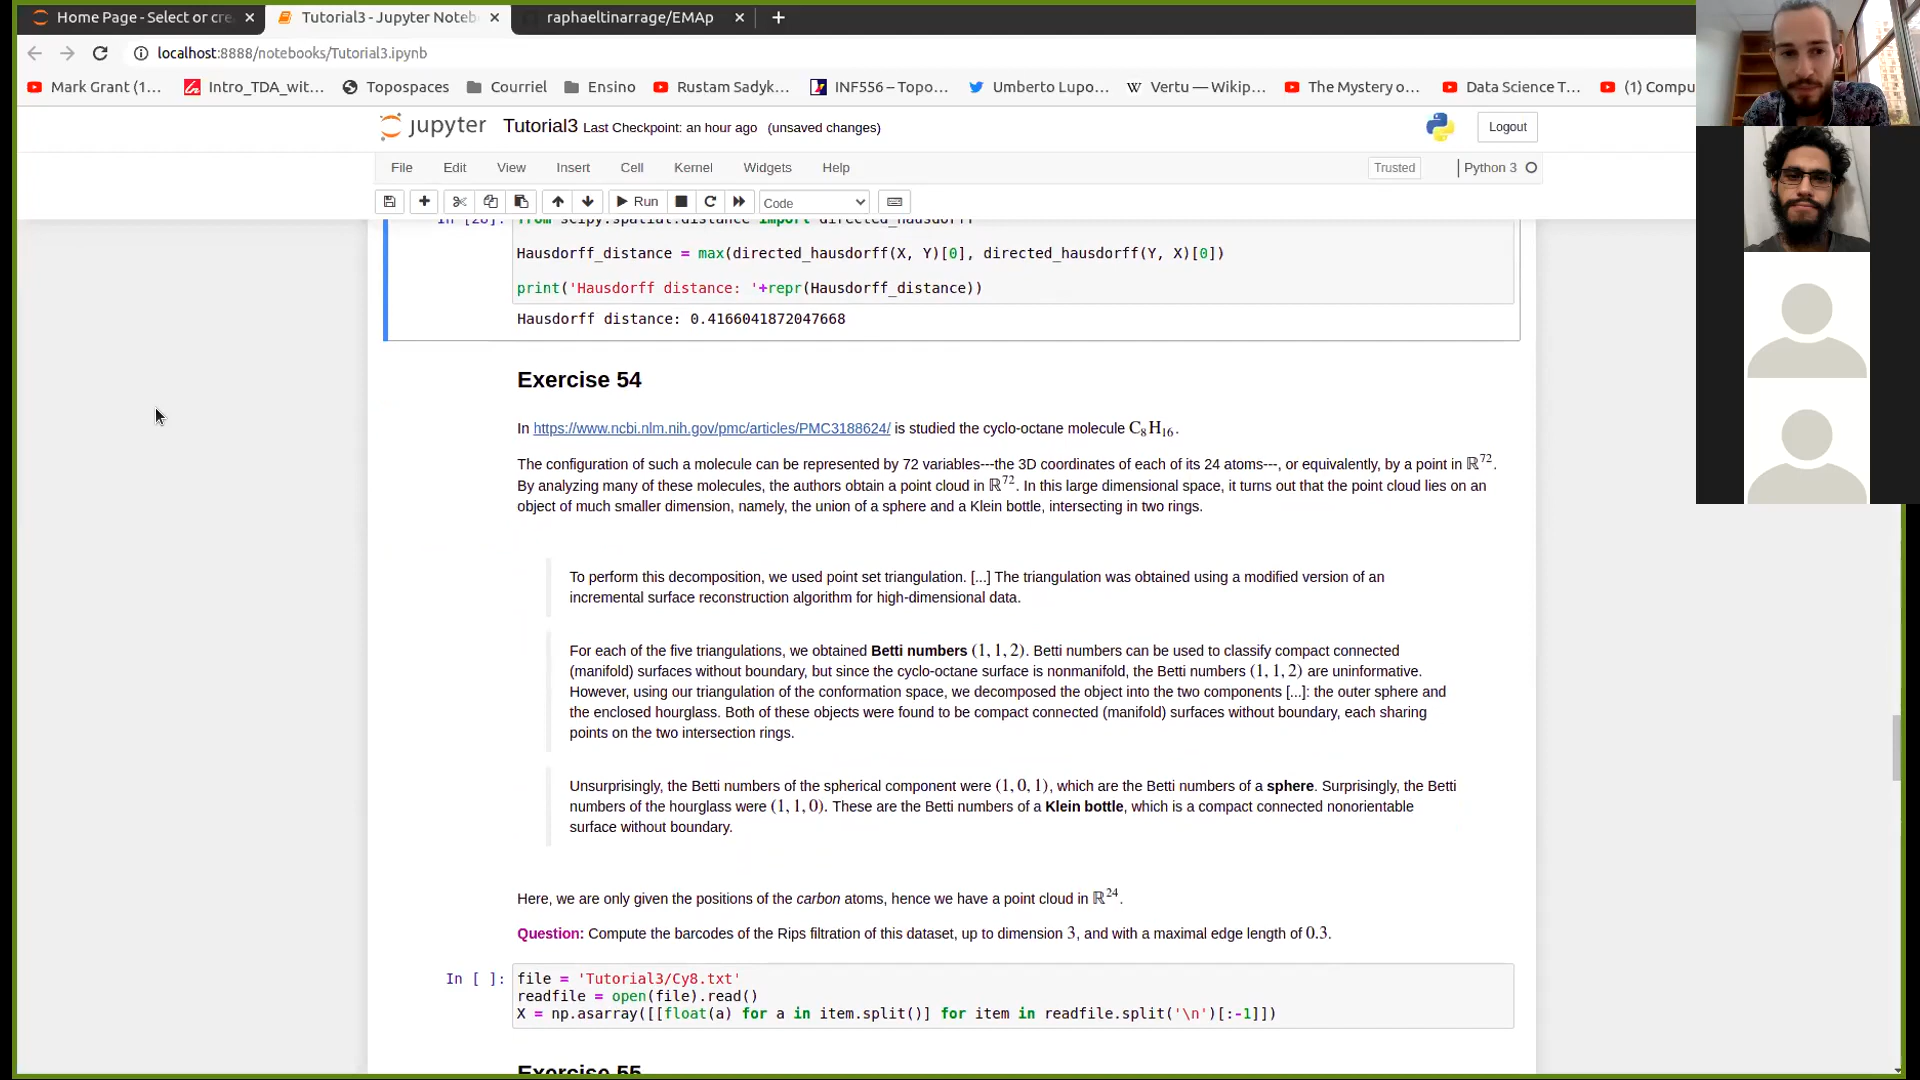 Home Page - Select or cre
Tutorial3 - Jupyter Noteb
raphaeltinarrage/EMAp
localhost:8888/notebooks/Tutorial3.ipynb
Mark Grant (1... Intro_TDA_wit... Topospaces Courriel Ensino Rustam Sadyk... INF556 – Topo... Umberto Lupo... Vertu — Wikip... The Mystery o... Data Science T... (1) Compu
jupyter Tutorial3 Last Checkpoint: an hour ago (unsaved changes)
Logout
File Edit View Insert Cell Kernel Widgets Help
Trusted
Python 3
Run
Code
In [26]: from scipy.spatial.distance import directed_hausdorff
Hausdorff_distance = max(directed_hausdorff(X, Y)[0], directed_hausdorff(Y, X)[0])
print('Hausdorff distance: '+repr(Hausdorff_distance))
Hausdorff distance: 0.4166041872047668
Exercise 54
In https://www.ncbi.nlm.nih.gov/pmc/articles/PMC3188624/ is studied the cyclo-octane molecule C₈H₁₆.
The configuration of such a molecule can be represented by 72 variables---the 3D coordinates of each of its 24 atoms---, or equivalently, by a point in ℝ⁷².
By analyzing many of these molecules, the authors obtain a point cloud in ℝ⁷². In this large dimensional space, it turns out that the point cloud lies on an
object of much smaller dimension, namely, the union of a sphere and a Klein bottle, intersecting in two rings.
To perform this decomposition, we used point set triangulation. [...] The triangulation was obtained using a modified version of an
incremental surface reconstruction algorithm for high-dimensional data.
For each of the five triangulations, we obtained Betti numbers (1, 1, 2). Betti numbers can be used to classify compact connected
(manifold) surfaces without boundary, but since the cyclo-octane surface is nonmanifold, the Betti numbers (1, 1, 2) are uninformative.
However, using our triangulation of the conformation space, we decomposed the object into the two components [...]: the outer sphere and
the enclosed hourglass. Both of these objects were found to be compact connected (manifold) surfaces without boundary, each sharing
points on the two intersection rings.
Unsurprisingly, the Betti numbers of the spherical component were (1, 0, 1), which are the Betti numbers of a sphere. Surprisingly, the Betti
numbers of the hourglass were (1, 1, 0). These are the Betti numbers of a Klein bottle, which is a compact connected nonorientable
surface without boundary.
Here, we are only given the positions of the carbon atoms, hence we have a point cloud in ℝ²⁴.
Question: Compute the barcodes of the Rips filtration of this dataset, up to dimension 3, and with a maximal edge length of 0.3.
In [ ]: file = 'Tutorial3/Cy8.txt'
readfile = open(file).read()
X = np.asarray([[float(a) for a in item.split()] for item in readfile.split('\n')[:-1]])
Exercise 55